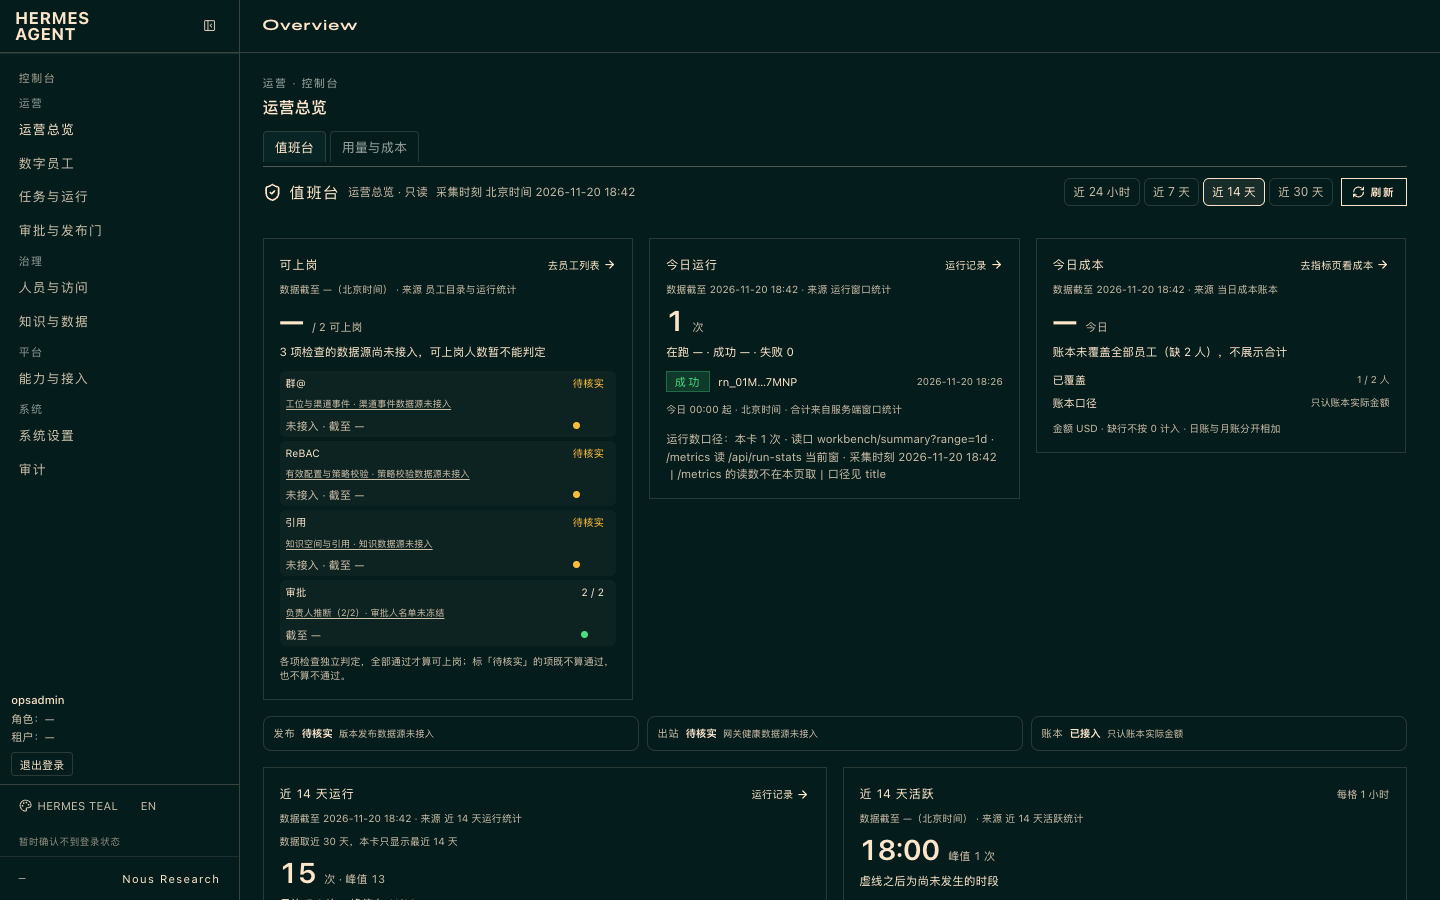 HERMES
AGENT
Overview
控制台
运营
运营总览
数字员工
任务与运行
审批与发布门
治理
人员与访问
知识与数据
平台
能力与接入
系统
系统设置
审计
opsadmin
角色: —
租户: —
退出登录
HERMES TEAL EN
暂时确认不到登录状态
— Nous Research
运营 · 控制台
运营总览
值班台 用量与成本
值班台 运营总览 · 只读 采集时刻 北京时间 2026-11-20 18:42
近 24 小时 近 7 天 近 14 天 近 30 天 刷新
可上岗 去员工列表 →
数据截至 —（北京时间） · 来源 员工目录与运行统计
— / 2 可上岗
3 项检查的数据源尚未接入，可上岗人数暂不能判定
群@ 待核实
工位与渠道事件 · 渠道事件数据源未接入
未接入 · 截至 —
ReBAC 待核实
有效配置与策略校验 · 策略校验数据源未接入
未接入 · 截至 —
引用 待核实
知识空间与引用 · 知识数据源未接入
未接入 · 截至 —
审批 2 / 2
负责人推断（2/2）· 审批人名单未冻结
截至 —
各项检查独立判定，全部通过才算可上岗；标「待核实」的项既不算通过，
也不算不通过。
今日运行 运行记录 →
数据截至 2026-11-20 18:42 · 来源 运行窗口统计
1 次
在跑 — · 成功 — · 失败 0
成功 rn_01M…7MNP 2026-11-20 18:26
今日 00:00 起 · 北京时间 · 合计来自服务端窗口统计
运行数口径：本卡 1 次 · 读口 workbench/summary?range=1d ·
/metrics 读 /api/run-stats 当前窗 · 采集时刻 2026-11-20 18:42
| /metrics 的读数不在本页取 | 口径见 title
今日成本 去指标页看成本 →
数据截至 2026-11-20 18:42 · 来源 当日成本账本
— 今日
账本未覆盖全部员工（缺 2 人），不展示合计
已覆盖 1 / 2 人
账本口径 只认账本实际金额
金额 USD · 缺行不按 0 计入 · 日账与月账分开相加
发布 待核实 版本发布数据源未接入
出站 待核实 网关健康数据源未接入
账本 已接入 只认账本实际金额
近 14 天运行 运行记录 →
数据截至 2026-11-20 18:42 · 来源 近 14 天运行统计
数据取近 30 天，本卡只显示最近 14 天
15 次 · 峰值 13
近 14 天活跃 每格 1 小时
数据截至 —（北京时间） · 来源 近 14 天活跃统计
18:00 峰值 1 次
虚线之后为尚未发生的时段